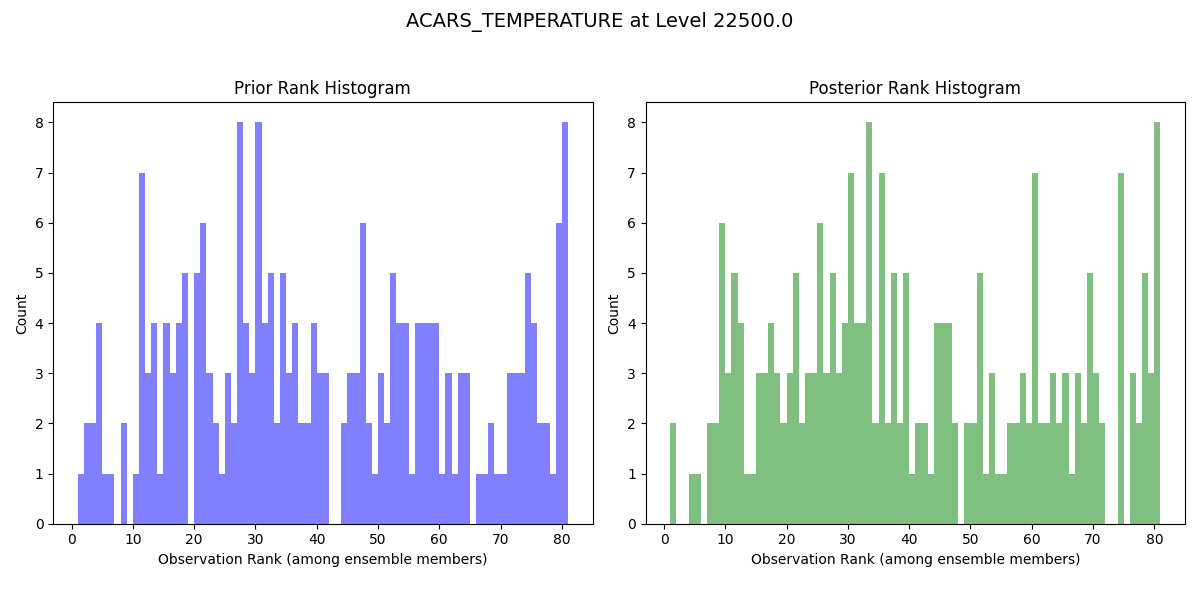 ACARS_TEMPERATURE at Level 22500.0
Prior Rank Histogram
8
7
6
5
4
3
2
1
0
Count
0 10 20 30 40 50 60 70 80
Observation Rank (among ensemble members)
Posterior Rank Histogram
8
7
6
5
4
3
2
1
0
Count
0 10 20 30 40 50 60 70 80
Observation Rank (among ensemble members)